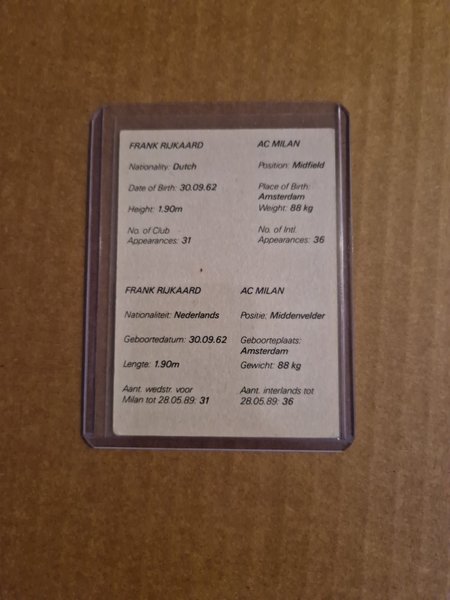 FRANK RIJKAARD AC MILAN
Nationality: Dutch Position: Midfield
Date of Birth: 30.09.62 Place of Birth:
Amsterdam
Height: 1.90m Weight: 88 kg
No. of Club No. of Intl.
Appearances: 31 Appearances: 36
FRANK RIJKAARD AC MILAN
Nationaliteit: Nederlands Positie: Middenvelder
Geboortedatum: 30.09.62 Geboorteplaats:
Amsterdam
Lengte: 1.90m Gewicht: 88 kg
Aant. wedstr. voor Aant. interlands tot
Milan tot 28.05.89: 31 28.05.89: 36